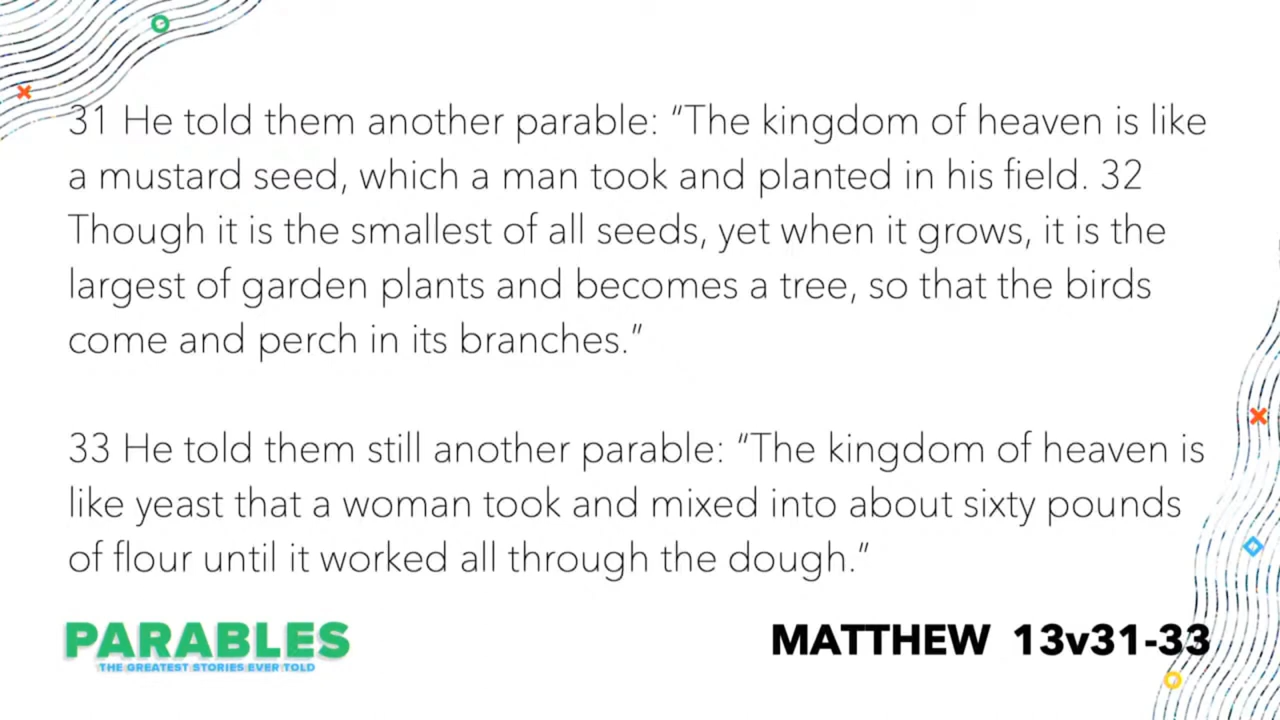 31 He told them another parable: “The kingdom of heaven is like
a mustard seed, which a man took and planted in his field. 32
Though it is the smallest of all seeds, yet when it grows, it is the
largest of garden plants and becomes a tree, so that the birds
come and perch in its branches.”
33 He told them still another parable: “The kingdom of heaven is
like yeast that a woman took and mixed into about sixty pounds
of flour until it worked all through the dough.”
PARABLES
THE GREATEST STORIES EVER TOLD
MATTHEW 13v31-33